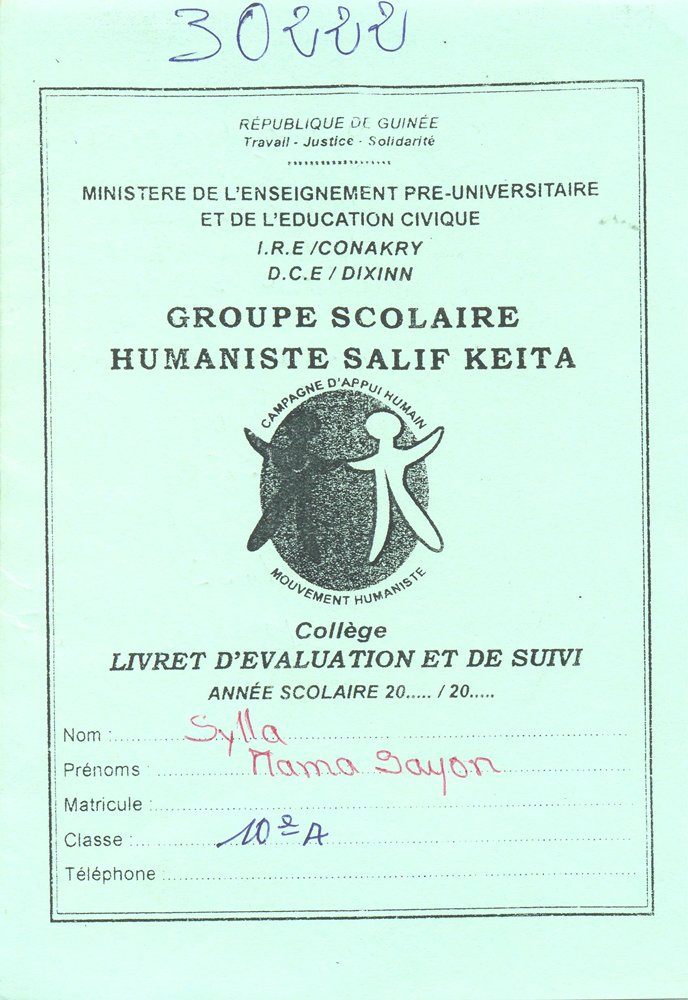 30222
RÉPUBLIQUE DE GUINÉE
Travail - Justice - Solidarité
MINISTERE DE L'ENSEIGNEMENT PRE-UNIVERSITAIRE
ET DE L'EDUCATION CIVIQUE
I.R.E /CONAKRY
D.C.E / DIXINN
GROUPE SCOLAIRE
HUMANISTE SALIF KEITA
CAMPAGNE D'APPUI HUMAIN
MOUVEMENT HUMANISTE
Collège
LIVRET D'EVALUATION ET DE SUIVI
ANNÉE SCOLAIRE 20..... / 20.....
Nom : Sylla
Prénoms : Mama Gayon
Matricule :
Classe : 10e A
Téléphone :